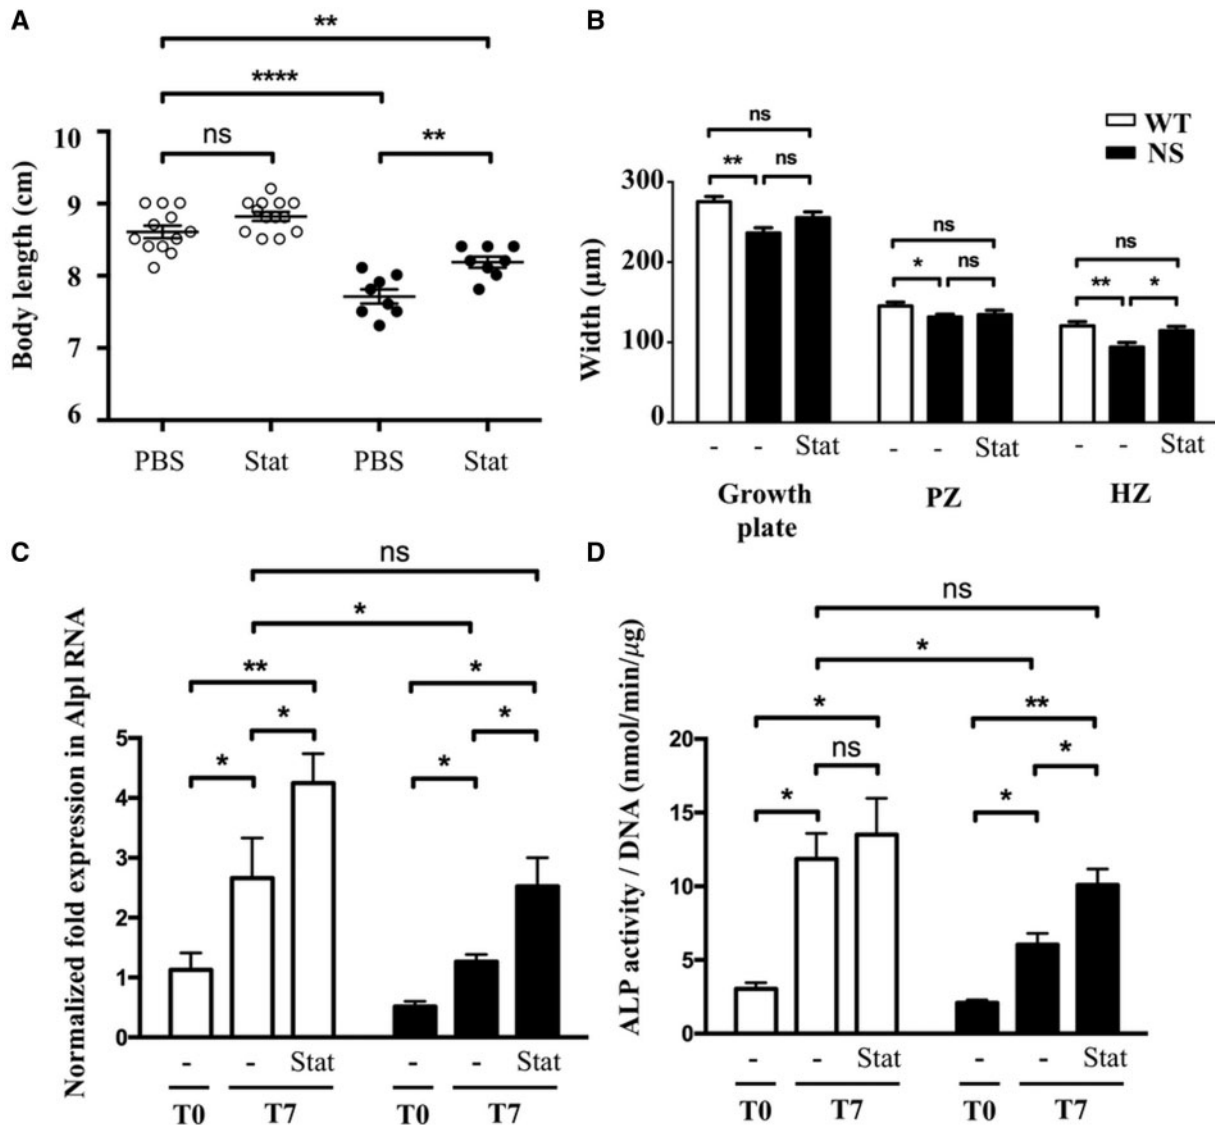 A
**
****
ns
**
Body length (cm)
10
9
8
7
6
PBS Stat PBS Stat
B
WT
NS
ns
** ns
ns
* ns
ns
** *
Width (μm)
300
200
100
0
- - Stat - - Stat - - Stat
Growth plate
PZ
HZ
C
ns
*
** *
* *
* *
Normalized fold expression in Alpl RNA
5
4
3
2
1
0
- - Stat - - Stat
T0 T7 T0 T7
D
ns
*
* **
ns *
* *
ALP activity / DNA (nmol/min/μg)
20
15
10
5
0
- - Stat - - Stat
T0 T7 T0 T7